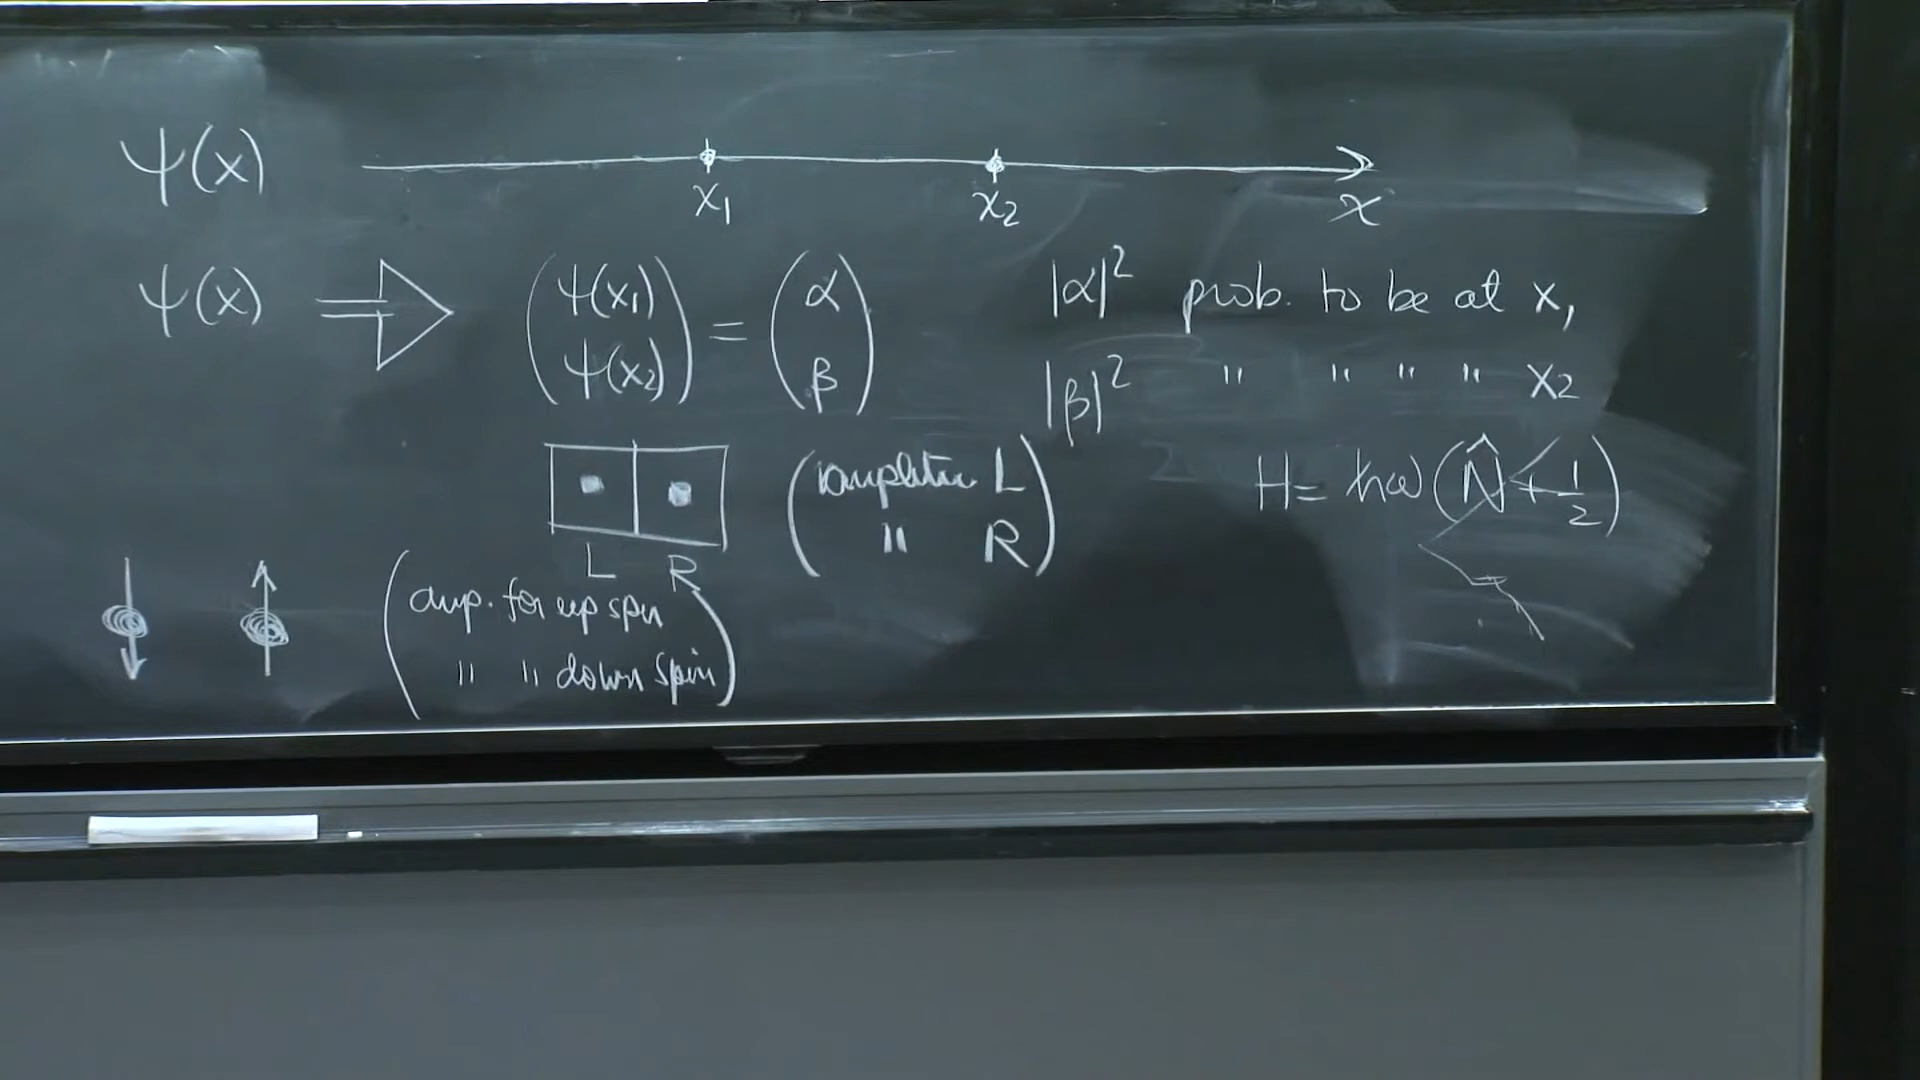 ψ(x)
x₁ x₂ x
ψ(x) ⇒ (ψ(x₁) ψ(x₂)) = (α β)
|α|² prob. to be at x₁
|β|² " " " " x₂
L R
L
" R
H = ħω(N̂ + 1/2)
amp. for up spin
" " down spin